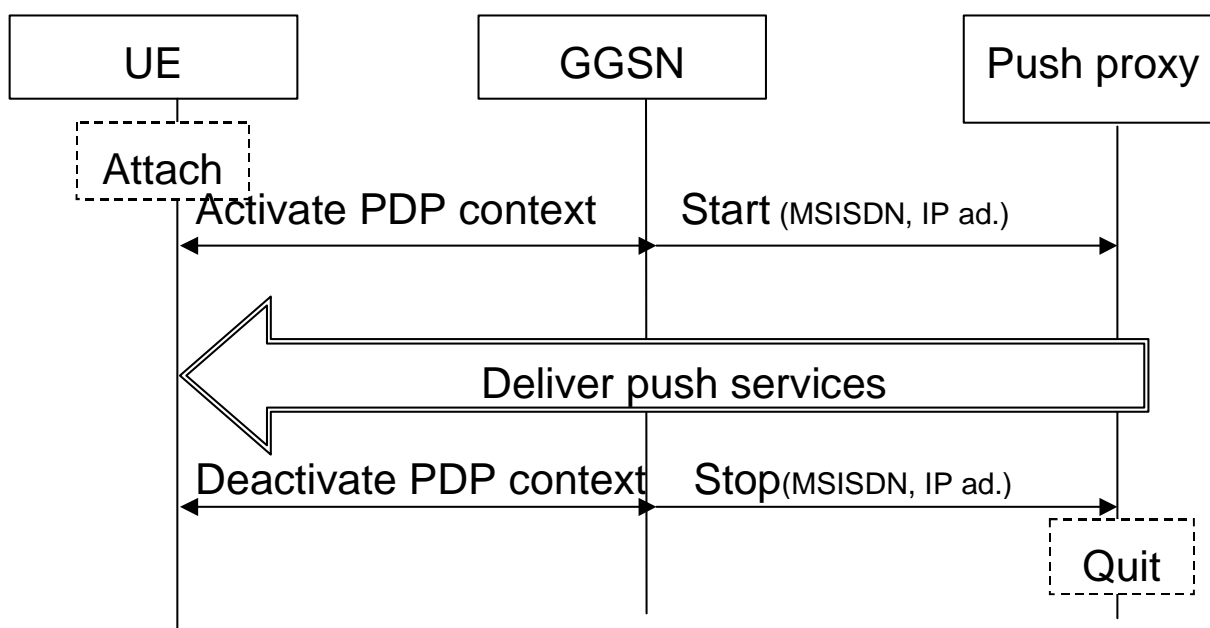 UE
GGSN
Push proxy
Attach
Activate PDP context
Start (MSISDN, IP ad.)
Deliver push services
Deactivate PDP context
Stop(MSISDN, IP ad.)
Quit